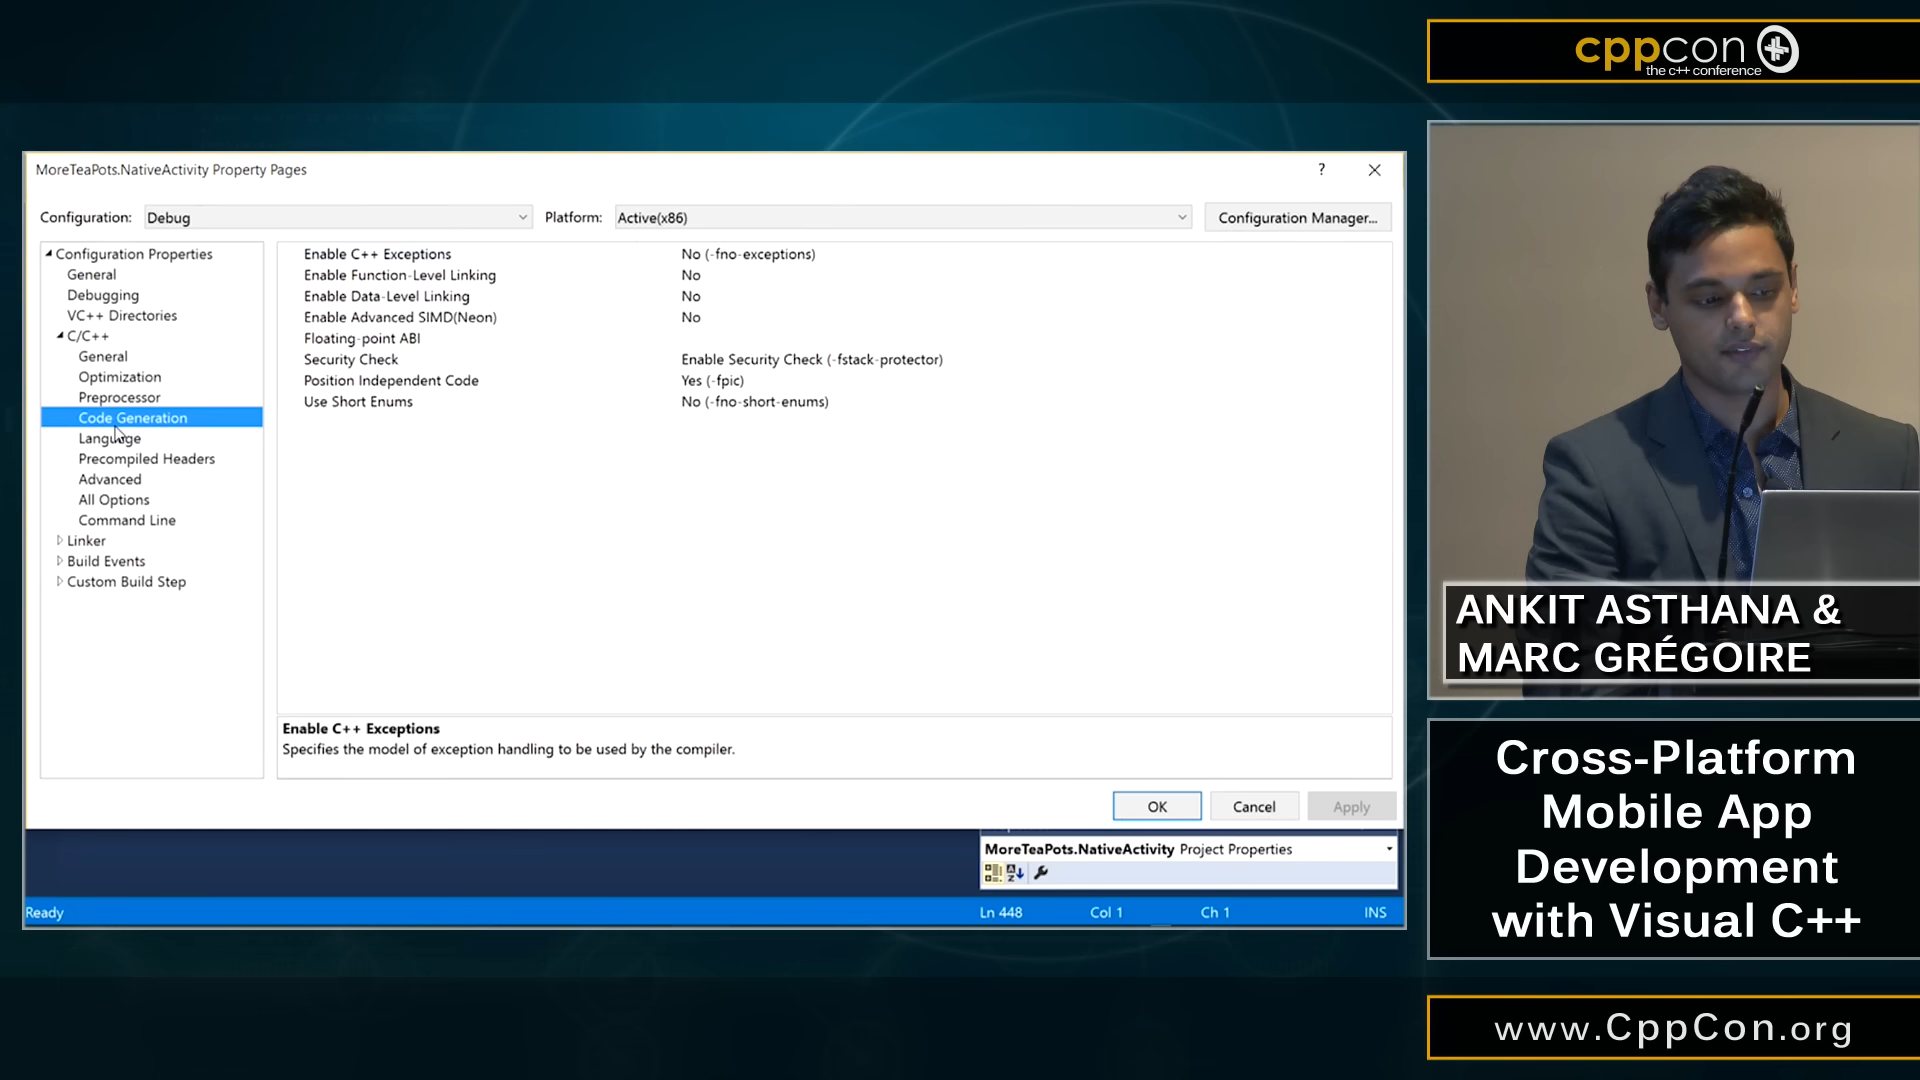 cppcon
the c++ conference
MoreTeaPots.NativeActivity Property Pages
?
Configuration: Debug Platform: Active(x86) Configuration Manager...
Configuration Properties
General
Debugging
VC++ Directories
C/C++
General
Optimization
Preprocessor
Code Generation
Language
Precompiled Headers
Advanced
All Options
Command Line
Linker
Build Events
Custom Build Step
Enable C++ Exceptions No (-fno-exceptions)
Enable Function-Level Linking No
Enable Data-Level Linking No
Enable Advanced SIMD(Neon) No
Floating-point ABI
Security Check Enable Security Check (-fstack-protector)
Position Independent Code Yes (-fpic)
Use Short Enums No (-fno-short-enums)
Enable C++ Exceptions
Specifies the model of exception handling to be used by the compiler.
OK Cancel Apply
MoreTeaPots.NativeActivity Project Properties
Ready Ln 448 Col 1 Ch 1 INS
ANKIT ASTHANA &
MARC GRÉGOIRE
Cross-Platform
Mobile App
Development
with Visual C++
www.CppCon.org